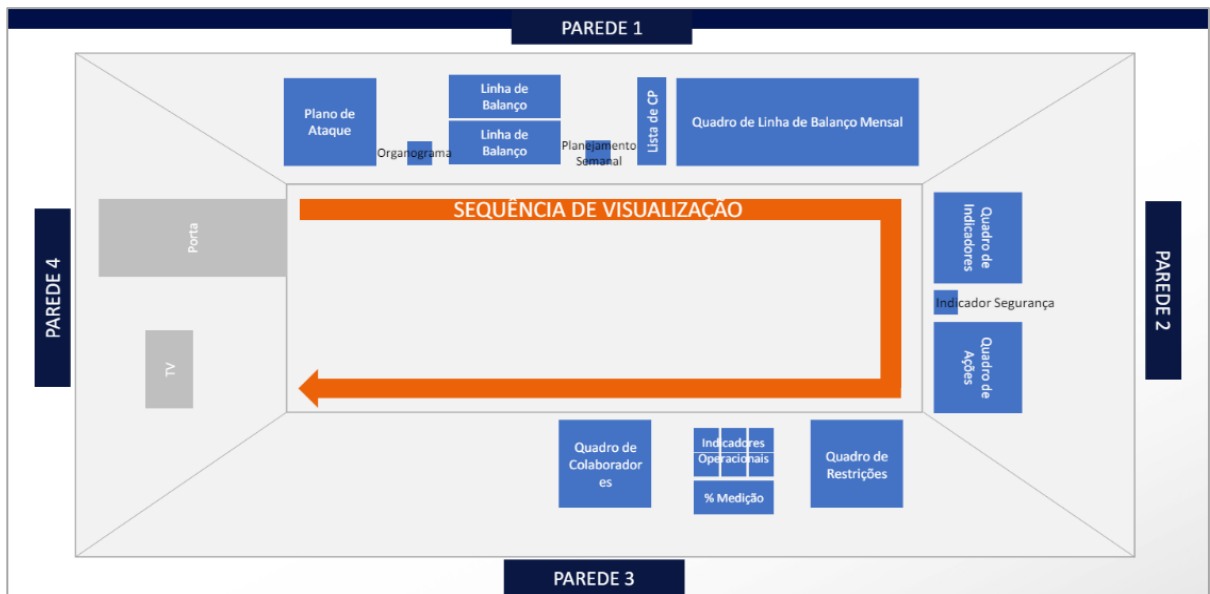 PAREDE 1
Plano de
Ataque
Organograma
Linha de
Balanço
Linha de
Balanço
Planejamento
Semanal
Lista de CP
Quadro de Linha de Balanço Mensal
SEQUÊNCIA DE VISUALIZAÇÃO
Porta
TV
PAREDE 4
Quadro de
Indicadores
Indicador Segurança
Quadro de
Ações
PAREDE 2
Quadro de
Colaborador
es
Indicadores
Operacionais
% Medição
Quadro de
Restrições
PAREDE 3